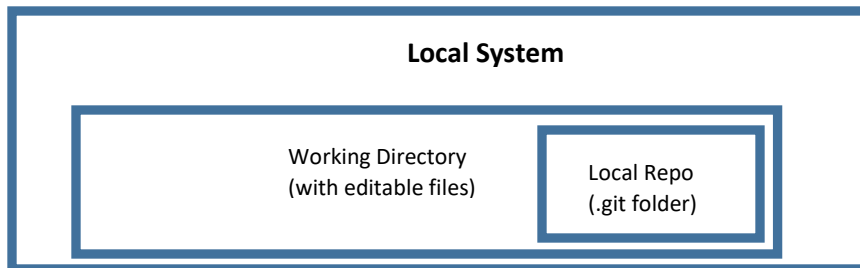 Local System
Working Directory
(with editable files)
Local Repo
(.git folder)